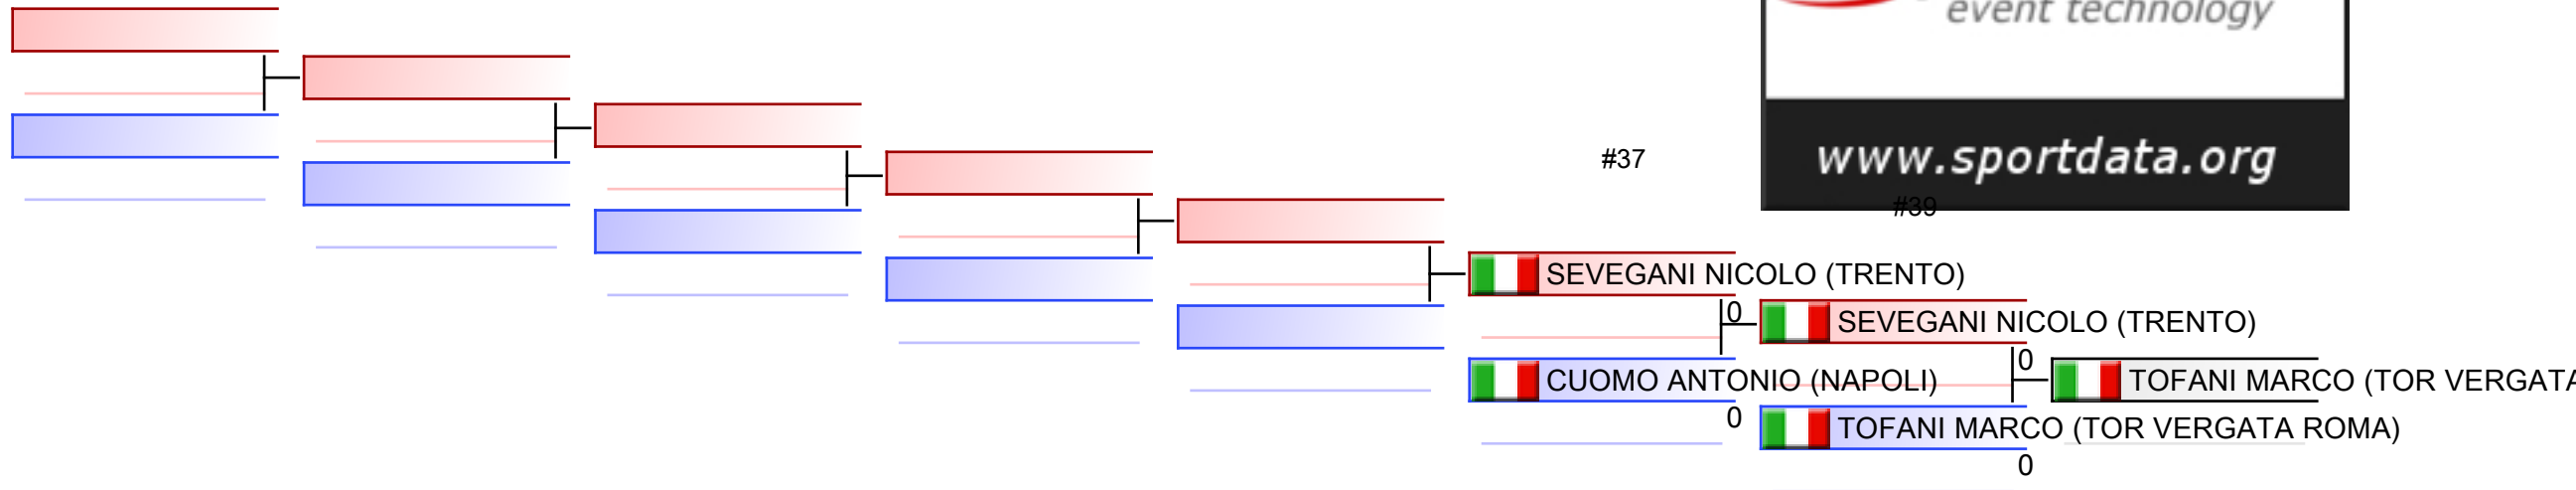 event technology
#37
www.sportdata.org
#39
SEVEGANI NICOLO (TRENTO)
0
SEVEGANI NICOLO (TRENTO)
0
CUOMO ANTONIO (NAPOLI)
TOFANI MARCO (TOR VERGATA
0
TOFANI MARCO (TOR VERGATA ROMA)
0